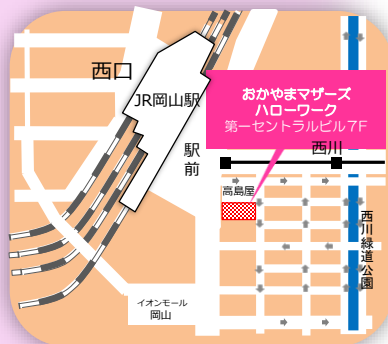 西口
JR岡山駅
おかやまマザーズ
ハローワーク
第一セントラルビル7F
駅前
西川
高島屋
西川緑道公園
イオンモール
岡山